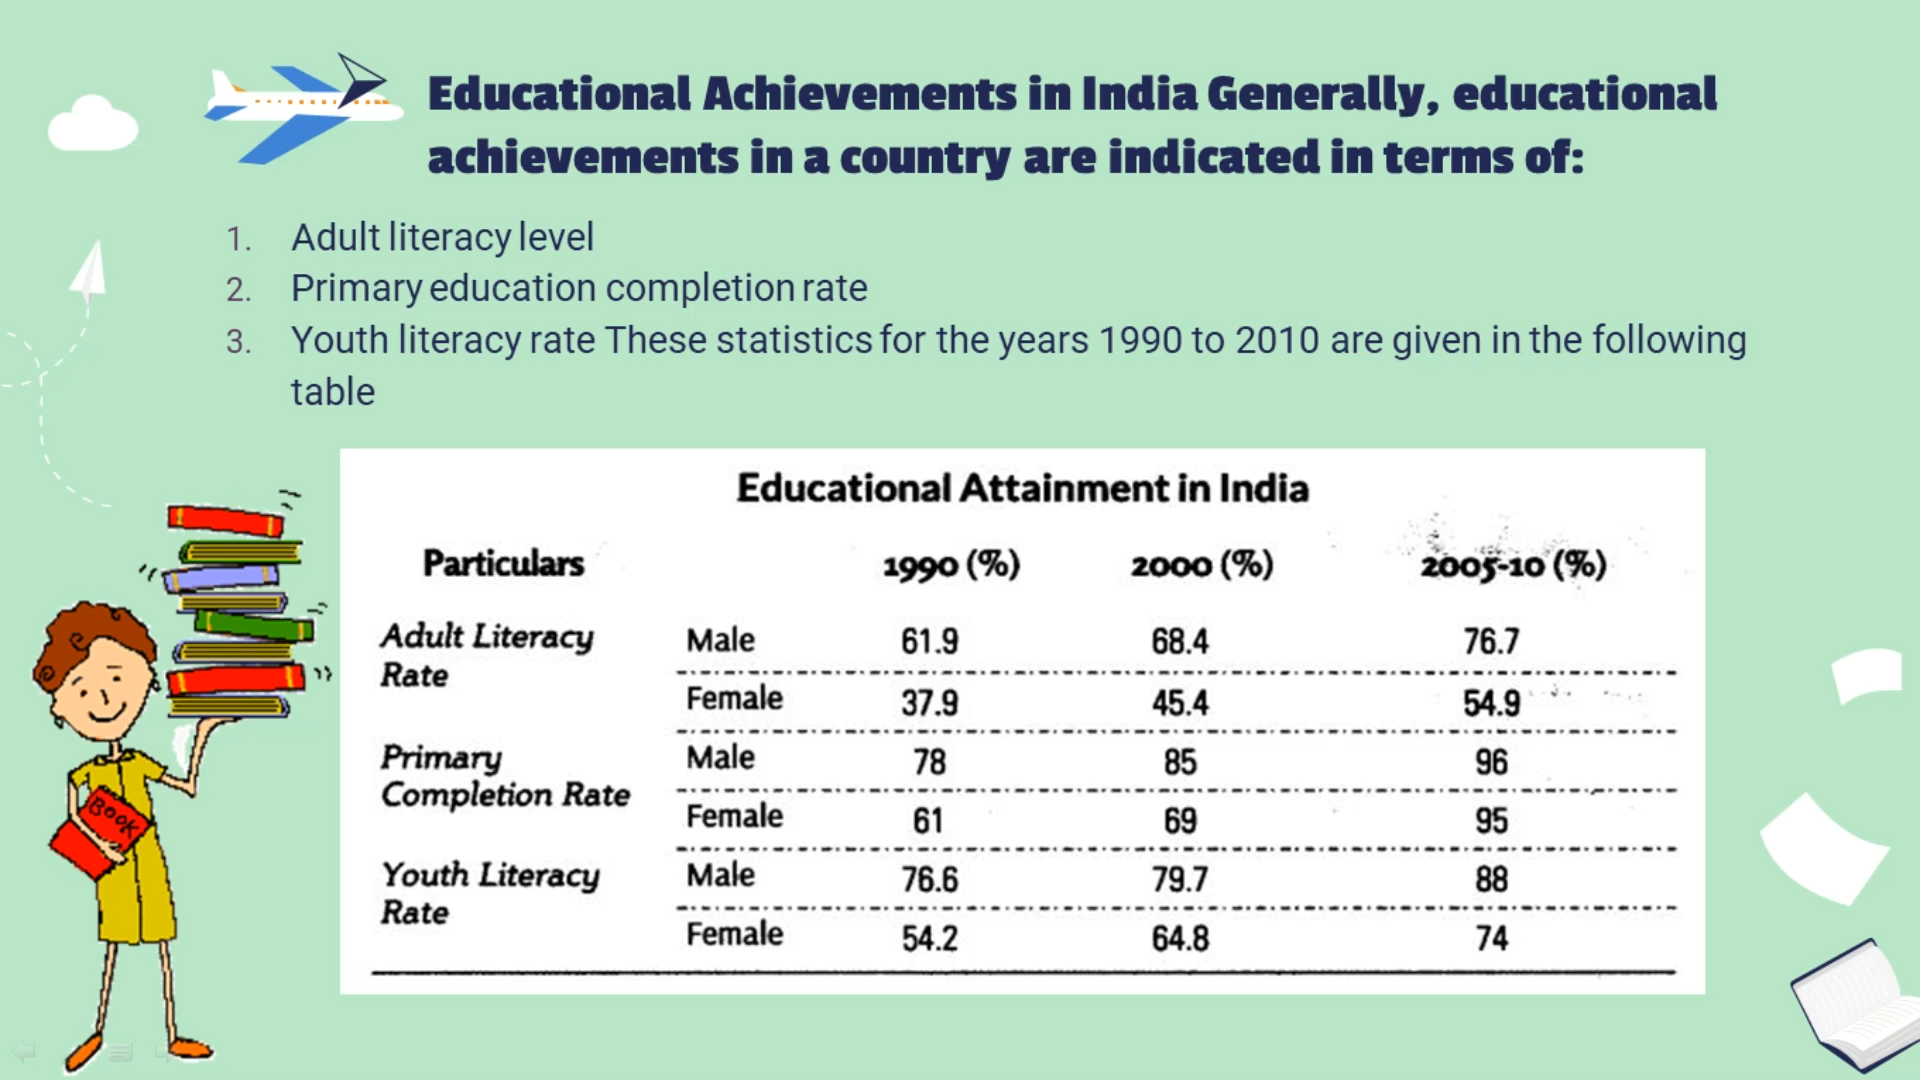 Educational Achievements in India Generally, educational
achievements in a country are indicated in terms of:
1. Adult literacy level
2. Primary education completion rate
3. Youth literacy rate These statistics for the years 1990 to 2010 are given in the following
table
Educational Attainment in India
Particulars 1990 (%) 2000 (%) 2005-10 (%)
Adult Literacy Rate Male 61.9 68.4 76.7
Female 37.9 45.4 54.9
Primary Completion Rate Male 78 85 96
Female 61 69 95
Youth Literacy Rate Male 76.6 79.7 88
Female 54.2 64.8 74
BOOK